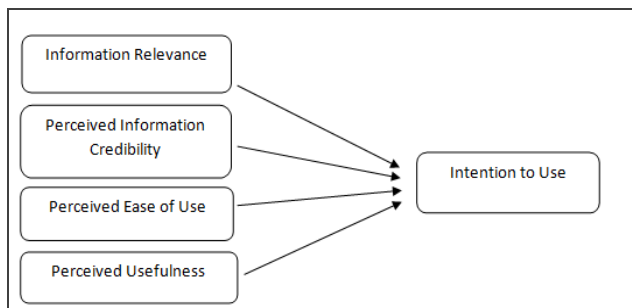 Information Relevance
Perceived Information
Credibility
Perceived Ease of Use
Perceived Usefulness
Intention to Use